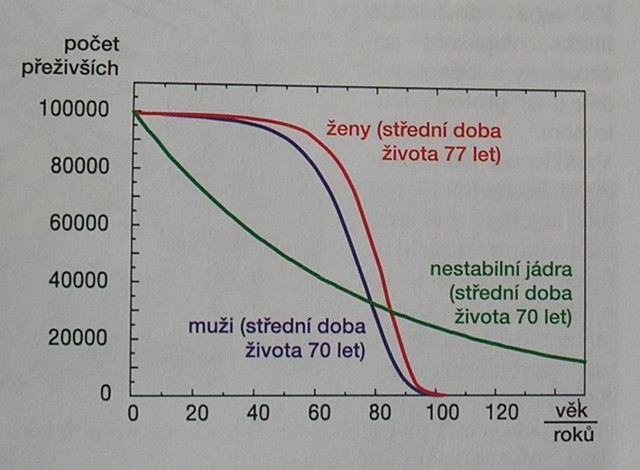 počet
přeživších
100000
80000
60000
40000
20000
0
ženy (střední doba
života 77 let)
nestabilní jádra
(střední doba
života 70 let)
muži (střední doba
života 70 let)
0 20 40 60 80 100 120 věk
roků